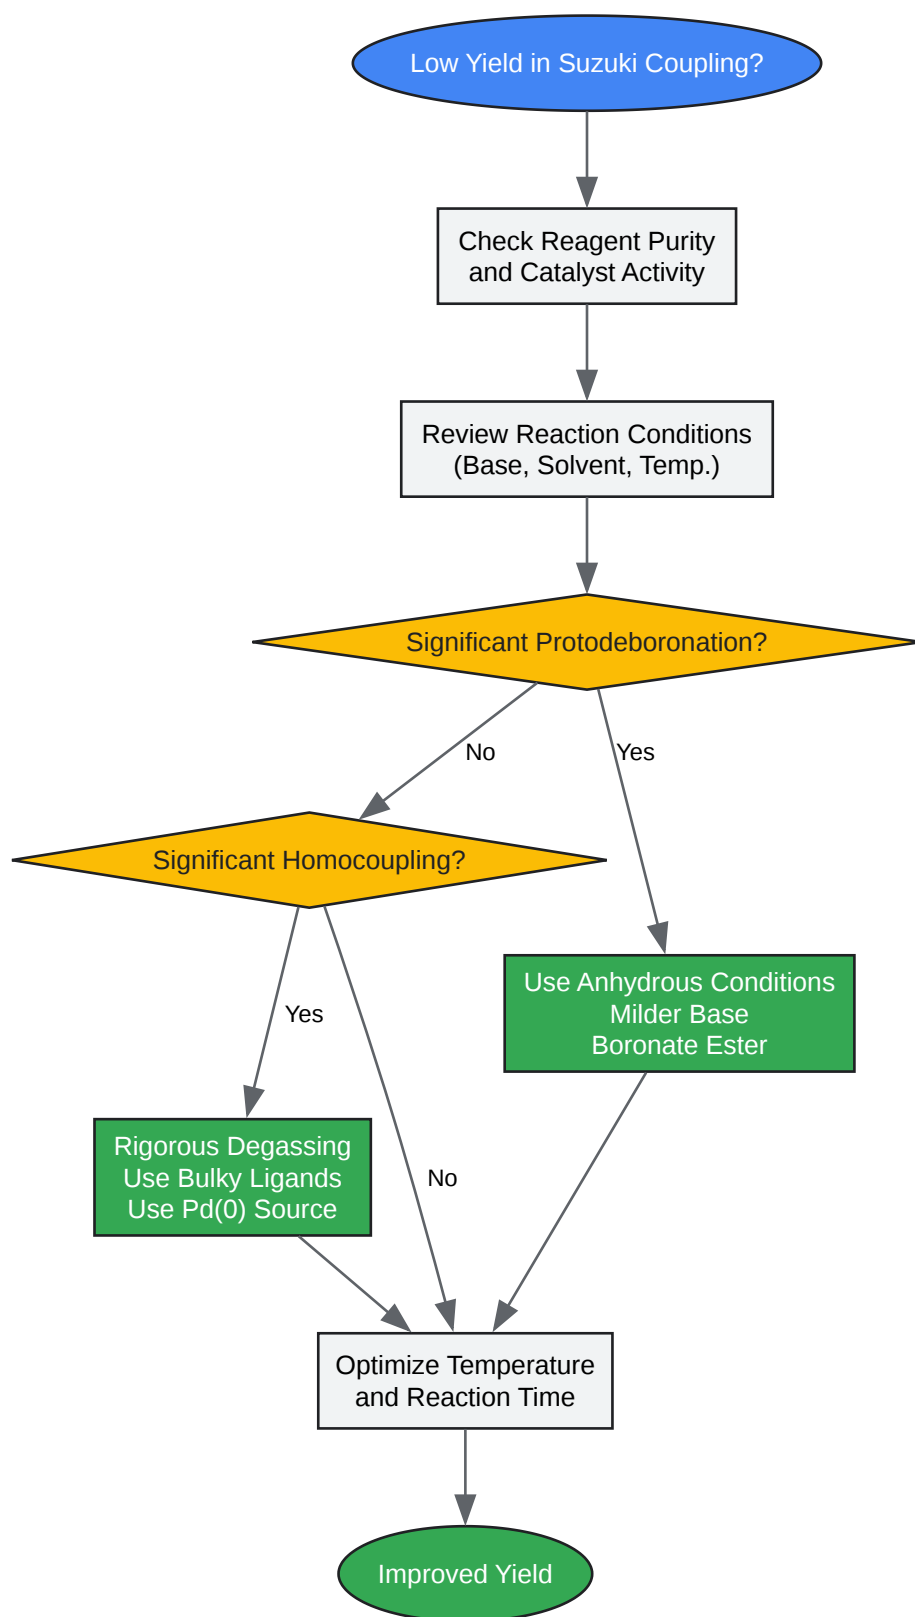 Low Yield in Suzuki Coupling?
Check Reagent Purity
and Catalyst Activity
Review Reaction Conditions
(Base, Solvent, Temp.)
Significant Protodeboronation?
No
Yes
Significant Homocoupling?
Use Anhydrous Conditions
Milder Base
Boronate Ester
Yes
Rigorous Degassing
Use Bulky Ligands
Use Pd(0) Source
No
Optimize Temperature
and Reaction Time
Improved Yield